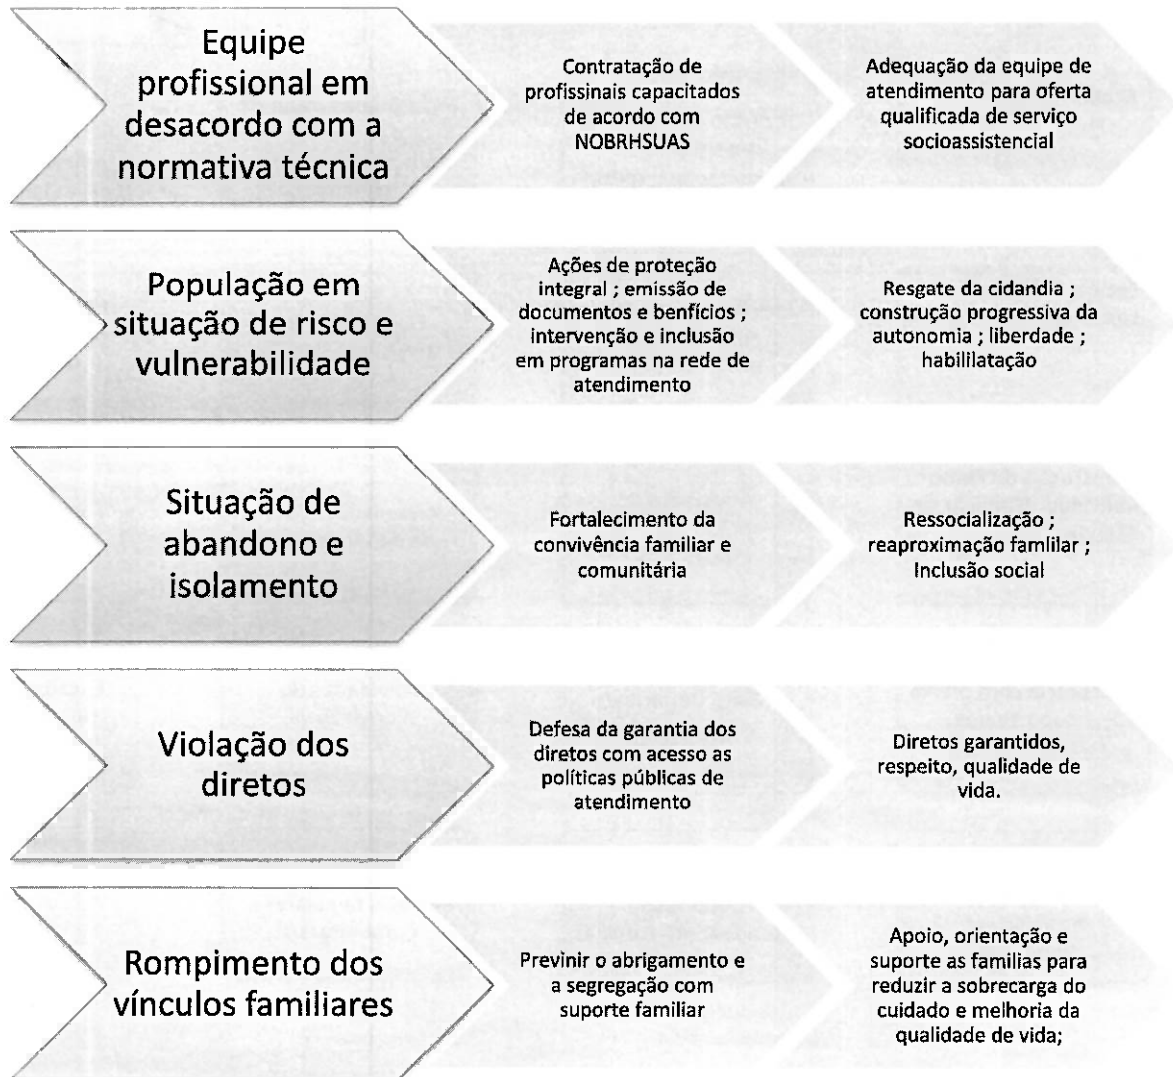 Equipe
profissional em
desacordo com a
normativa técnica
Contratação de
profissinais capacitados
de acordo com
NOBRHSUAS
Adequação da equipe de
atendimento para oferta
qualificada de serviço
socioassistencial
População em
situação de risco e
vulnerabilidade
Ações de proteção
integral ; emissão de
documentos e benfícios ;
intervenção e inclusão
em programas na rede de
atendimento
Resgate da cidandia ;
construção progressiva da
autonomia ; liberdade ;
habililatação
Situação de
abandono e
isolamento
Fortalecimento da
convivência familiar e
comunitária
Ressocialização ;
reaproximação famlilar ;
Inclusão social
Violação dos
diretos
Defesa da garantia dos
diretos com acesso as
políticas públicas de
atendimento
Diretos garantidos,
respeito, qualidade de
vida.
Rompimento dos
vínculos familiares
Previnir o abrigamento e
a segregação com
suporte familiar
Apoio, orientação e
suporte as familias para
reduzir a sobrecarga do
cuidado e melhoria da
qualidade de vida;